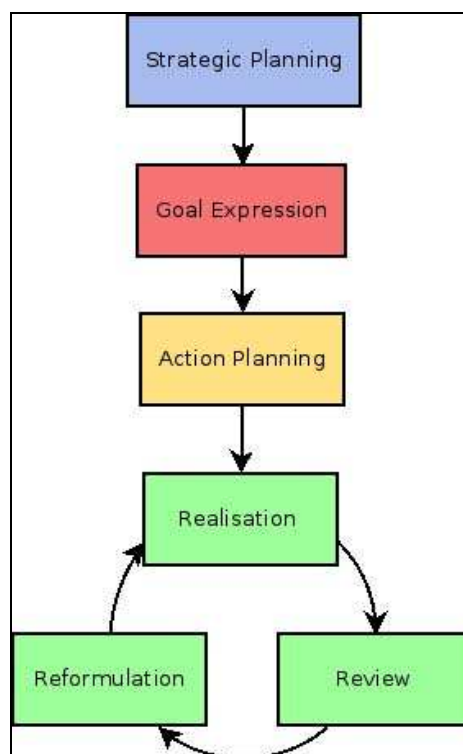 Strategic Planning
Goal Expression
Action Planning
Realisation
Reformulation
Review